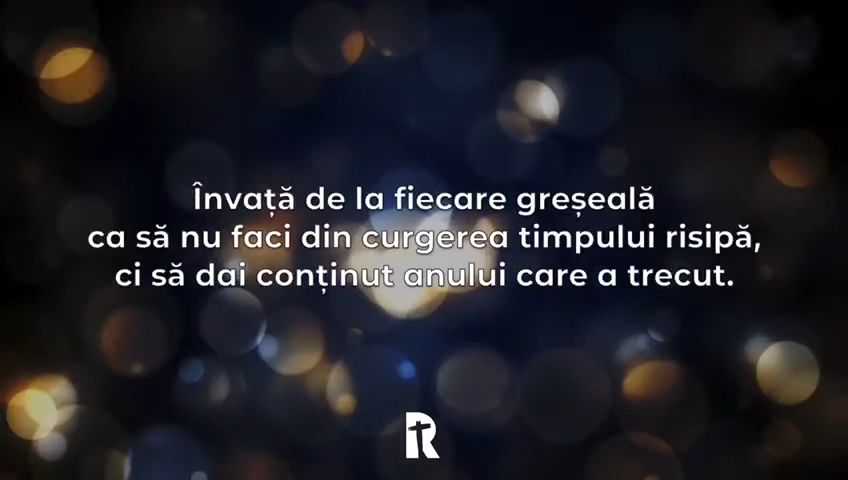 Învață de la fiecare greșeală
ca să nu faci din curgerea timpului risipă,
ci să dai conținut anului care a trecut.
R